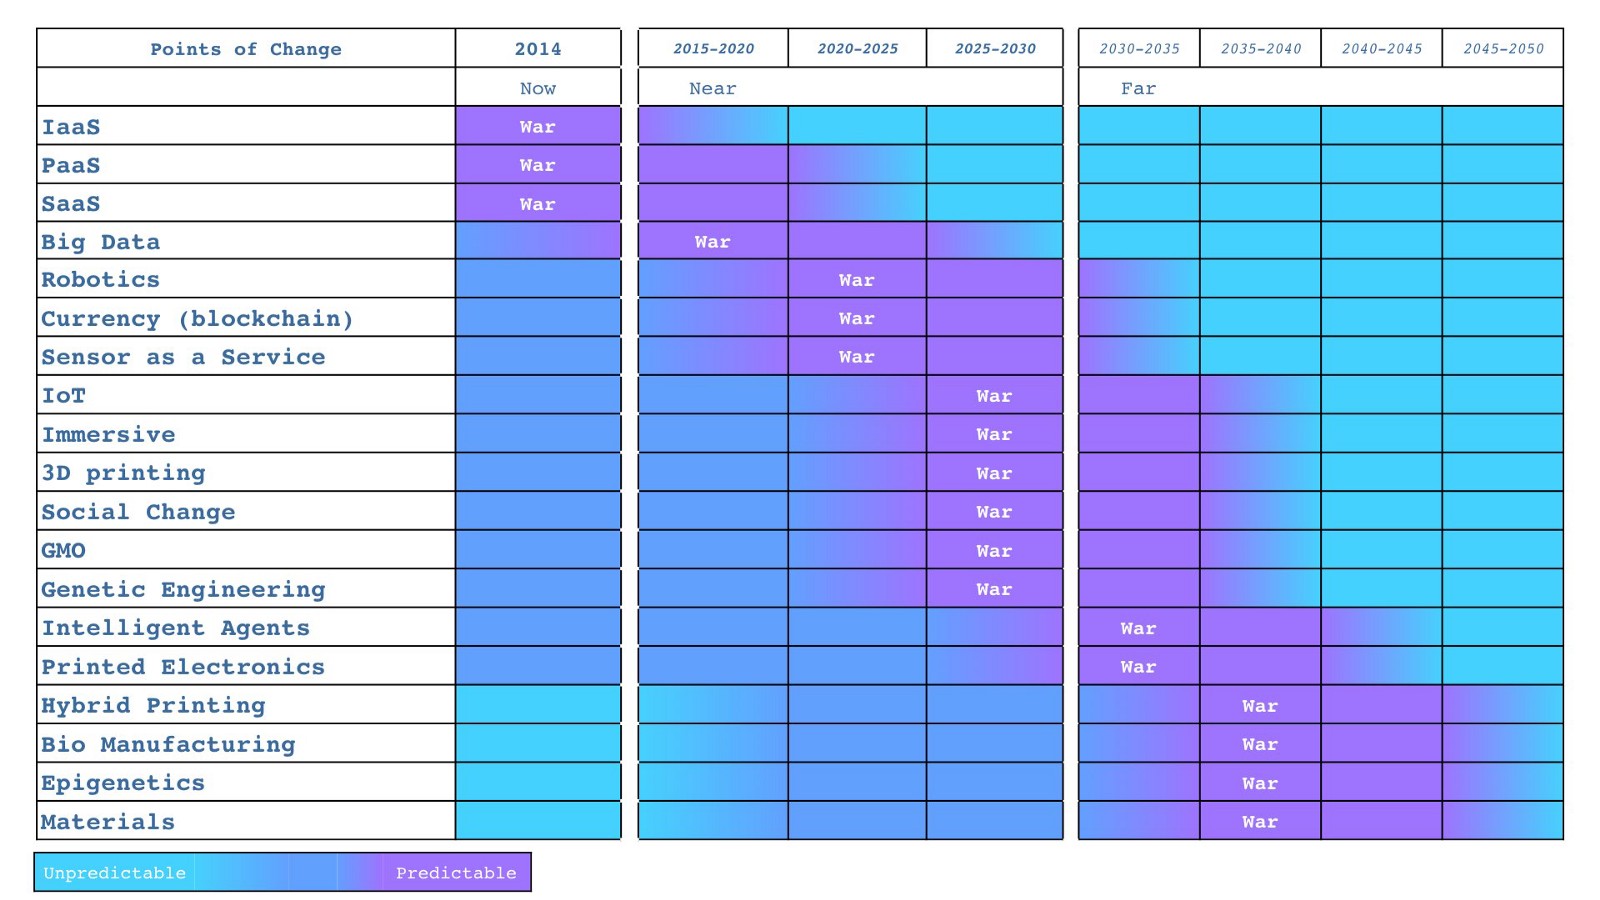 Points of Change 2014 2015-2020 2020-2025 2025-2030 2030-2035 2035-2040 2040-2045 2045-2050
Now Near Far
IaaS War
PaaS War
SaaS War
Big Data War
Robotics War
Currency (blockchain) War
Sensor as a Service War
IoT War
Immersive War
3D printing War
Social Change War
GMO War
Genetic Engineering War
Intelligent Agents War
Printed Electronics War
Hybrid Printing War
Bio Manufacturing War
Epigenetics War
Materials War
Unpredictable Predictable